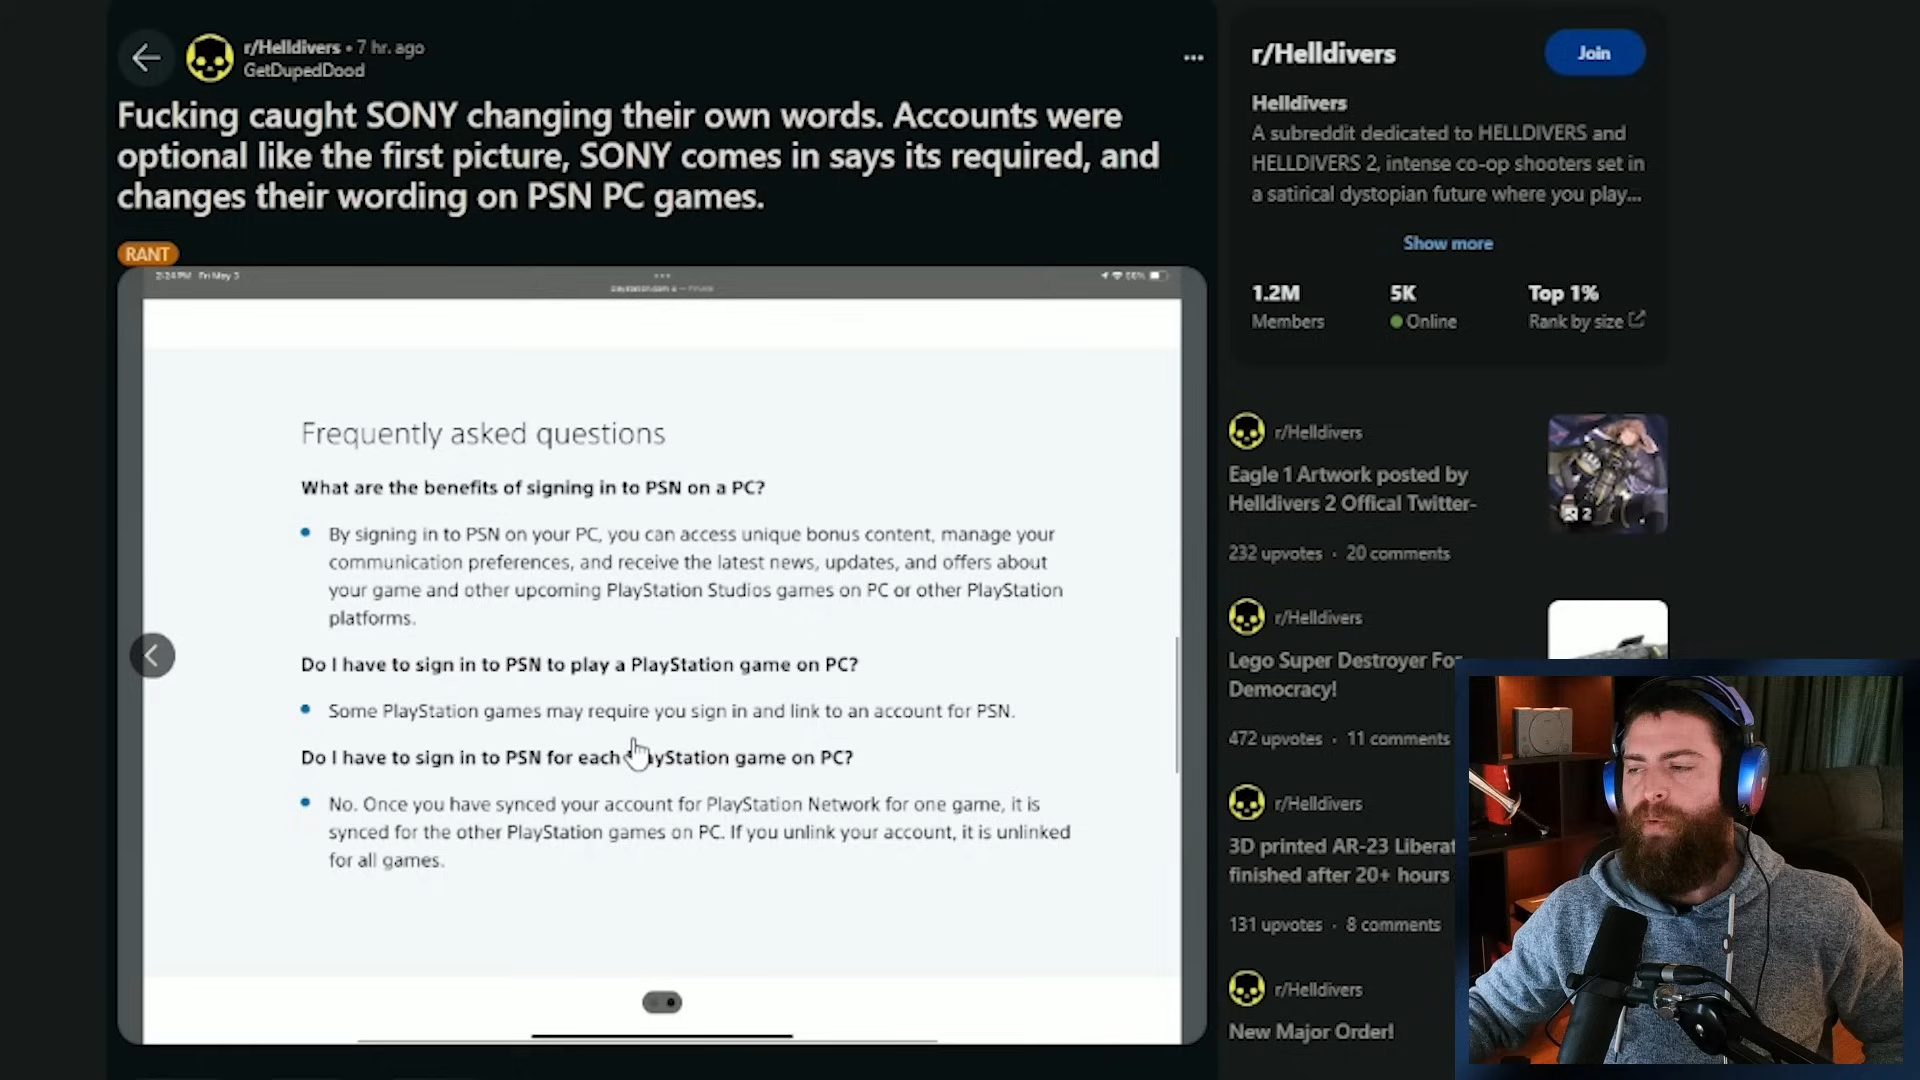 r/Helldivers • 7 hr. ago
GetDupedDood
Fucking caught SONY changing their own words. Accounts were
optional like the first picture, SONY comes in says its required, and
changes their wording on PSN PC games.
RANT
2:24 PM Fri May 3
Frequently asked questions
What are the benefits of signing in to PSN on a PC?
By signing in to PSN on your PC, you can access unique bonus content, manage your
communication preferences, and receive the latest news, updates, and offers about
your game and other upcoming PlayStation Studios games on PC or other PlayStation
platforms.
Do I have to sign in to PSN to play a PlayStation game on PC?
Some PlayStation games may require you sign in and link to an account for PSN.
Do I have to sign in to PSN for each PlayStation game on PC?
No. Once you have synced your account for PlayStation Network for one game, it is
synced for the other PlayStation games on PC. If you unlink your account, it is unlinked
for all games.
r/Helldivers
Join
Helldivers
A subreddit dedicated to HELLDIVERS and
HELLDIVERS 2, intense co-op shooters set in
a satirical dystopian future where you play...
Show more
1.2M 5K Top 1%
Members Online Rank by size
r/Helldivers
Eagle 1 Artwork posted by
Helldivers 2 Offical Twitter-
2
232 upvotes · 20 comments
r/Helldivers
Lego Super Destroyer For
Democracy!
472 upvotes · 11 comments
r/Helldivers
3D printed AR-23 Liberat
finished after 20+ hours
131 upvotes · 8 comments
r/Helldivers
New Major Order!